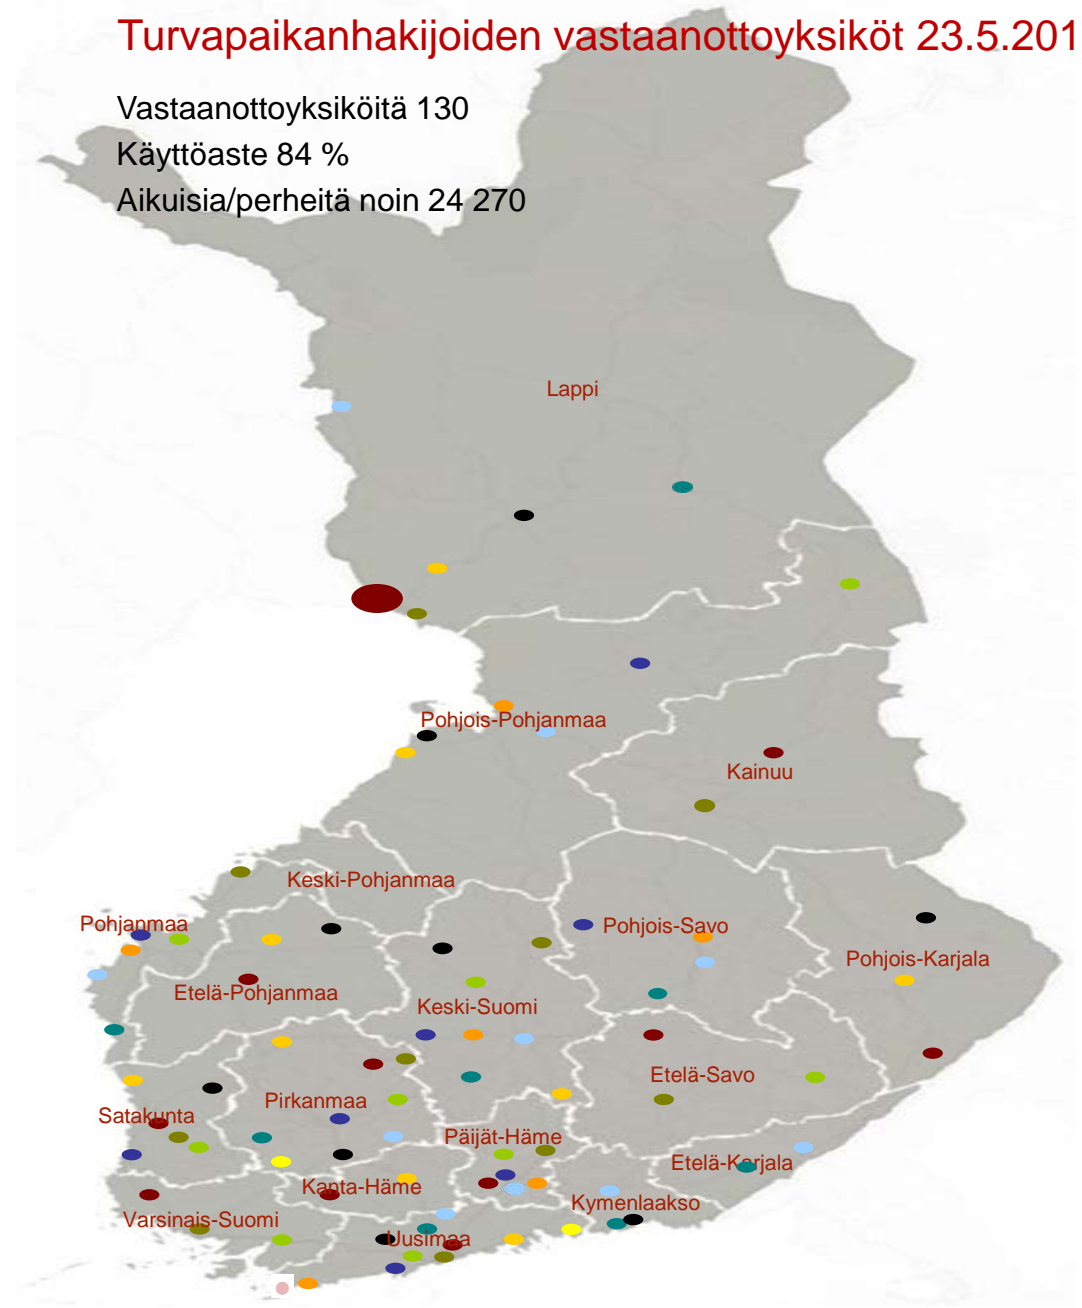 Turvapaikanhakijoiden vastaanottoyksiköt 23.5.201
Vastaanottoyksiköitä 130
Käyttöaste 84 %
Aikuisia/perheitä noin 24 270
Lappi
Pohjois-Pohjanmaa
Kainuu
Keski-Pohjanmaa
Pohjanmaa
Pohjois-Savo
Pohjois-Karjala
Etelä-Pohjanmaa
Keski-Suomi
Etelä-Savo
Pirkanmaa
Satakunta
Päijät-Häme
Etelä-Karjala
Kanta-Häme
Kymenlaakso
Varsinais-Suomi
Uusimaa